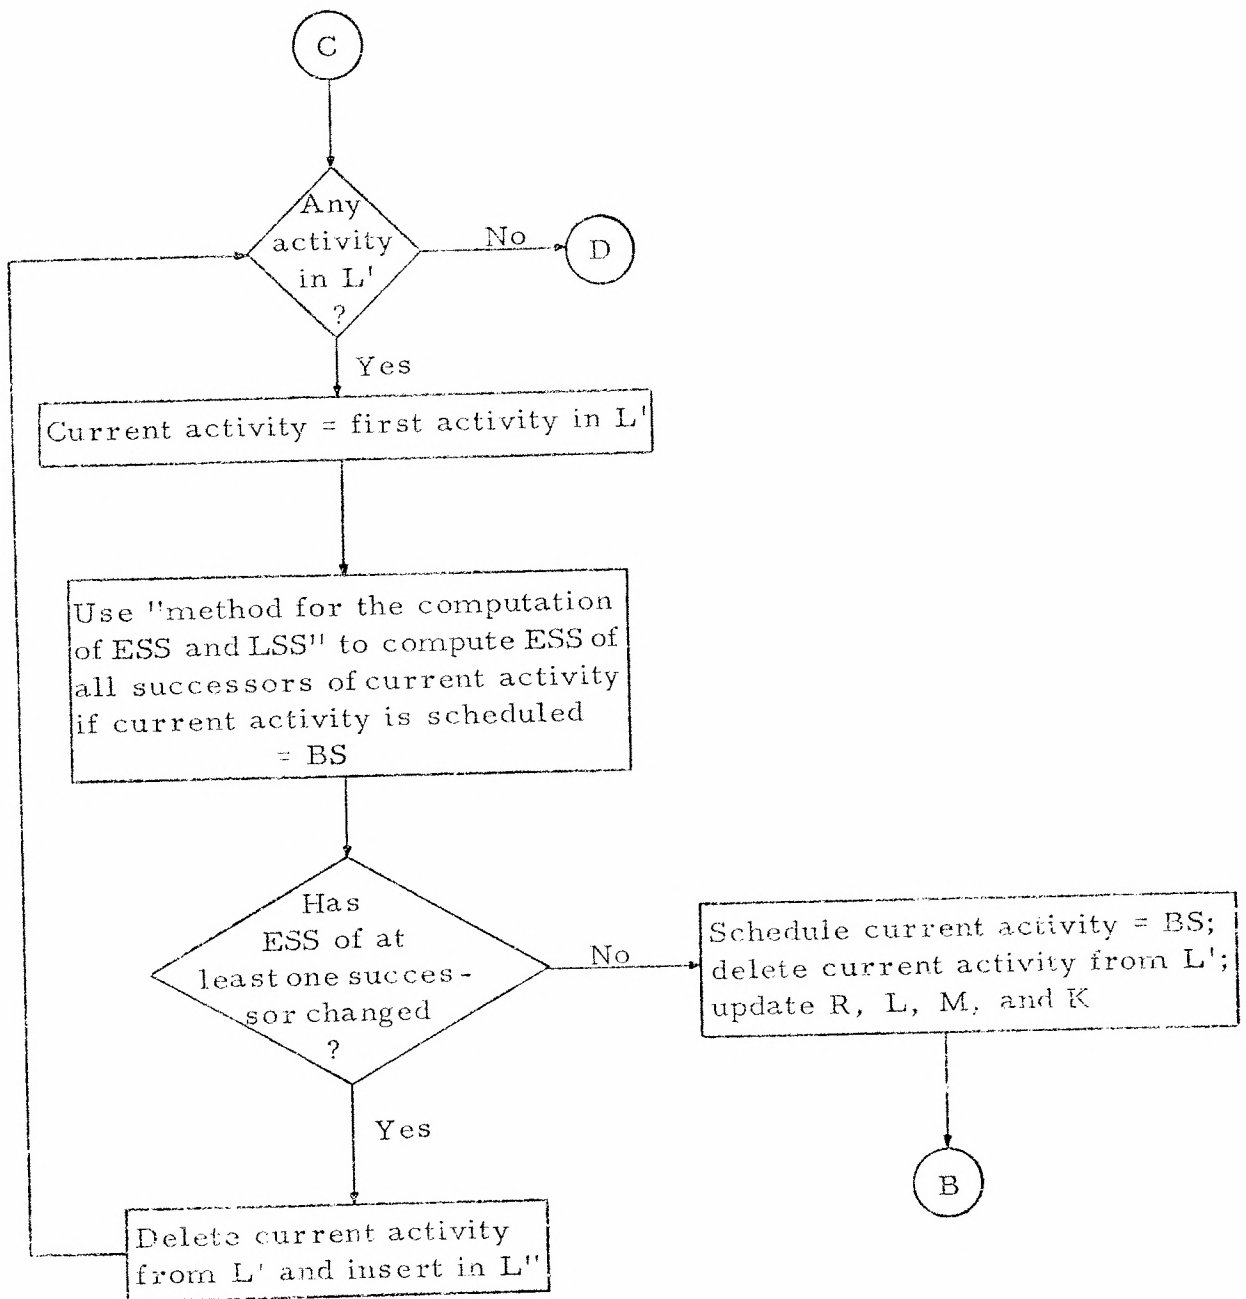 C
Any
activity
in L'
?
No
D
Yes
Current activity = first activity in L'
Use "method for the computation
of ESS and LSS" to compute ESS of
all successors of current activity
if current activity is scheduled
= BS
Has
ESS of at
least one succes-
sor changed
?
No
Schedule current activity = BS;
delete current activity from L';
update R, L, M, and K
B
Yes
Delete current activity
from L' and insert in L"